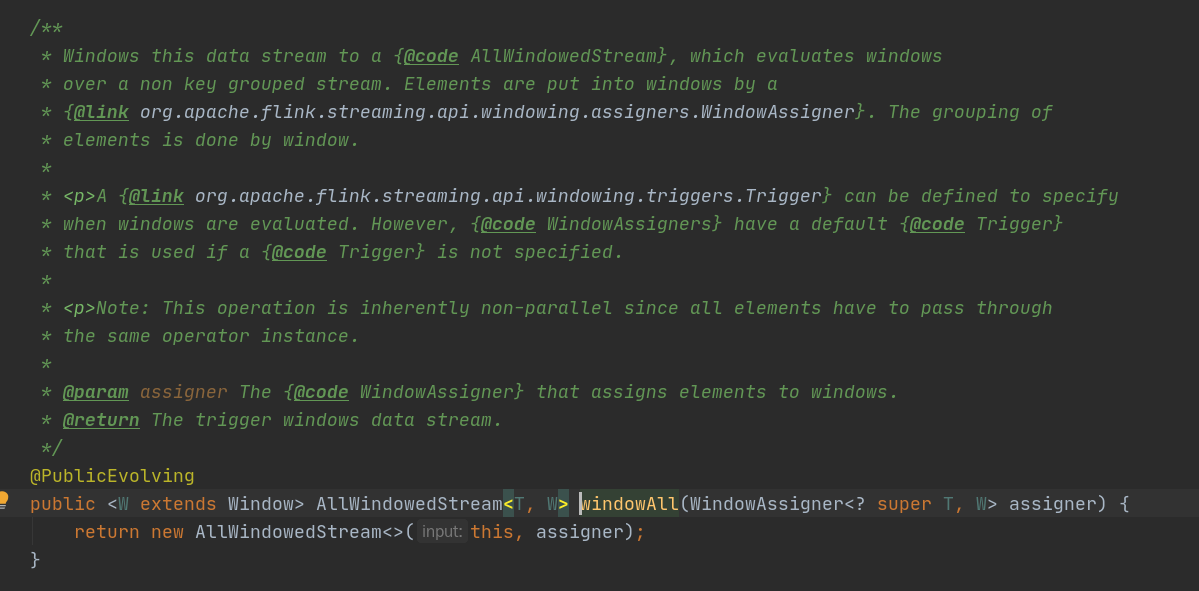 /**
 * Windows this data stream to a {@code AllWindowedStream}, which evaluates windows
 * over a non key grouped stream. Elements are put into windows by a
 * {@link org.apache.flink.streaming.api.windowing.assigners.WindowAssigner}. The grouping of
 * elements is done by window.
 *
 * <p>A {@link org.apache.flink.streaming.api.windowing.triggers.Trigger} can be defined to specify
 * when windows are evaluated. However, {@code WindowAssigners} have a default {@code Trigger}
 * that is used if a {@code Trigger} is not specified.
 *
 * <p>Note: This operation is inherently non-parallel since all elements have to pass through
 * the same operator instance.
 *
 * @param assigner The {@code WindowAssigner} that assigns elements to windows.
 * @return The trigger windows data stream.
 */
@PublicEvolving
public <W extends Window> AllWindowedStream<T, W> windowAll(WindowAssigner<? super T, W> assigner) {
    return new AllWindowedStream<>( input: this, assigner);
}